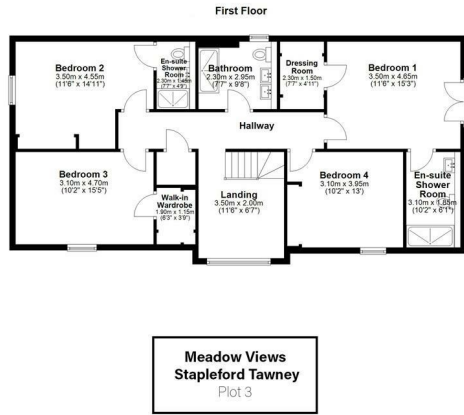 First Floor
Bedroom 2
3.50m x 4.55m
(11'6" x 14'11")
En-suite
Shower
Room
2.30m x 1.45m
(7'7" x 4'9")
Bathroom
2.30m x 2.95m
(7'7" x 9'8")
Dressing
Room
2.30m x 1.50m
(7'7" x 4'11")
Bedroom 1
3.50m x 4.65m
(11'6" x 15'3")
Hallway
Bedroom 3
3.10m x 4.70m
(10'2" x 15'5")
Walk-in
Wardrobe
1.90m x 1.15m
(6'3" x 3'9")
Landing
3.50m x 2.00m
(11'6" x 6'7")
Bedroom 4
3.10m x 3.95m
(10'2" x 13')
En-suite
Shower
Room
3.10m x 1.85m
(10'2" x 6'1")
Meadow Views
Stapleford Tawney
Plot 3